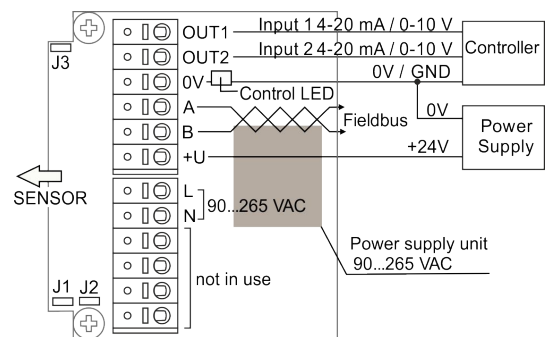 OUT1 Input 1 4-20 mA / 0-10 V
OUT2 Input 2 4-20 mA / 0-10 V
Controller
J3
0V 0V / GND
Control LED
A
B
Fieldbus
0V
Power
Supply
+U +24V
SENSOR
L
N
90...265 VAC
Power supply unit
90...265 VAC
J1 J2
not in use